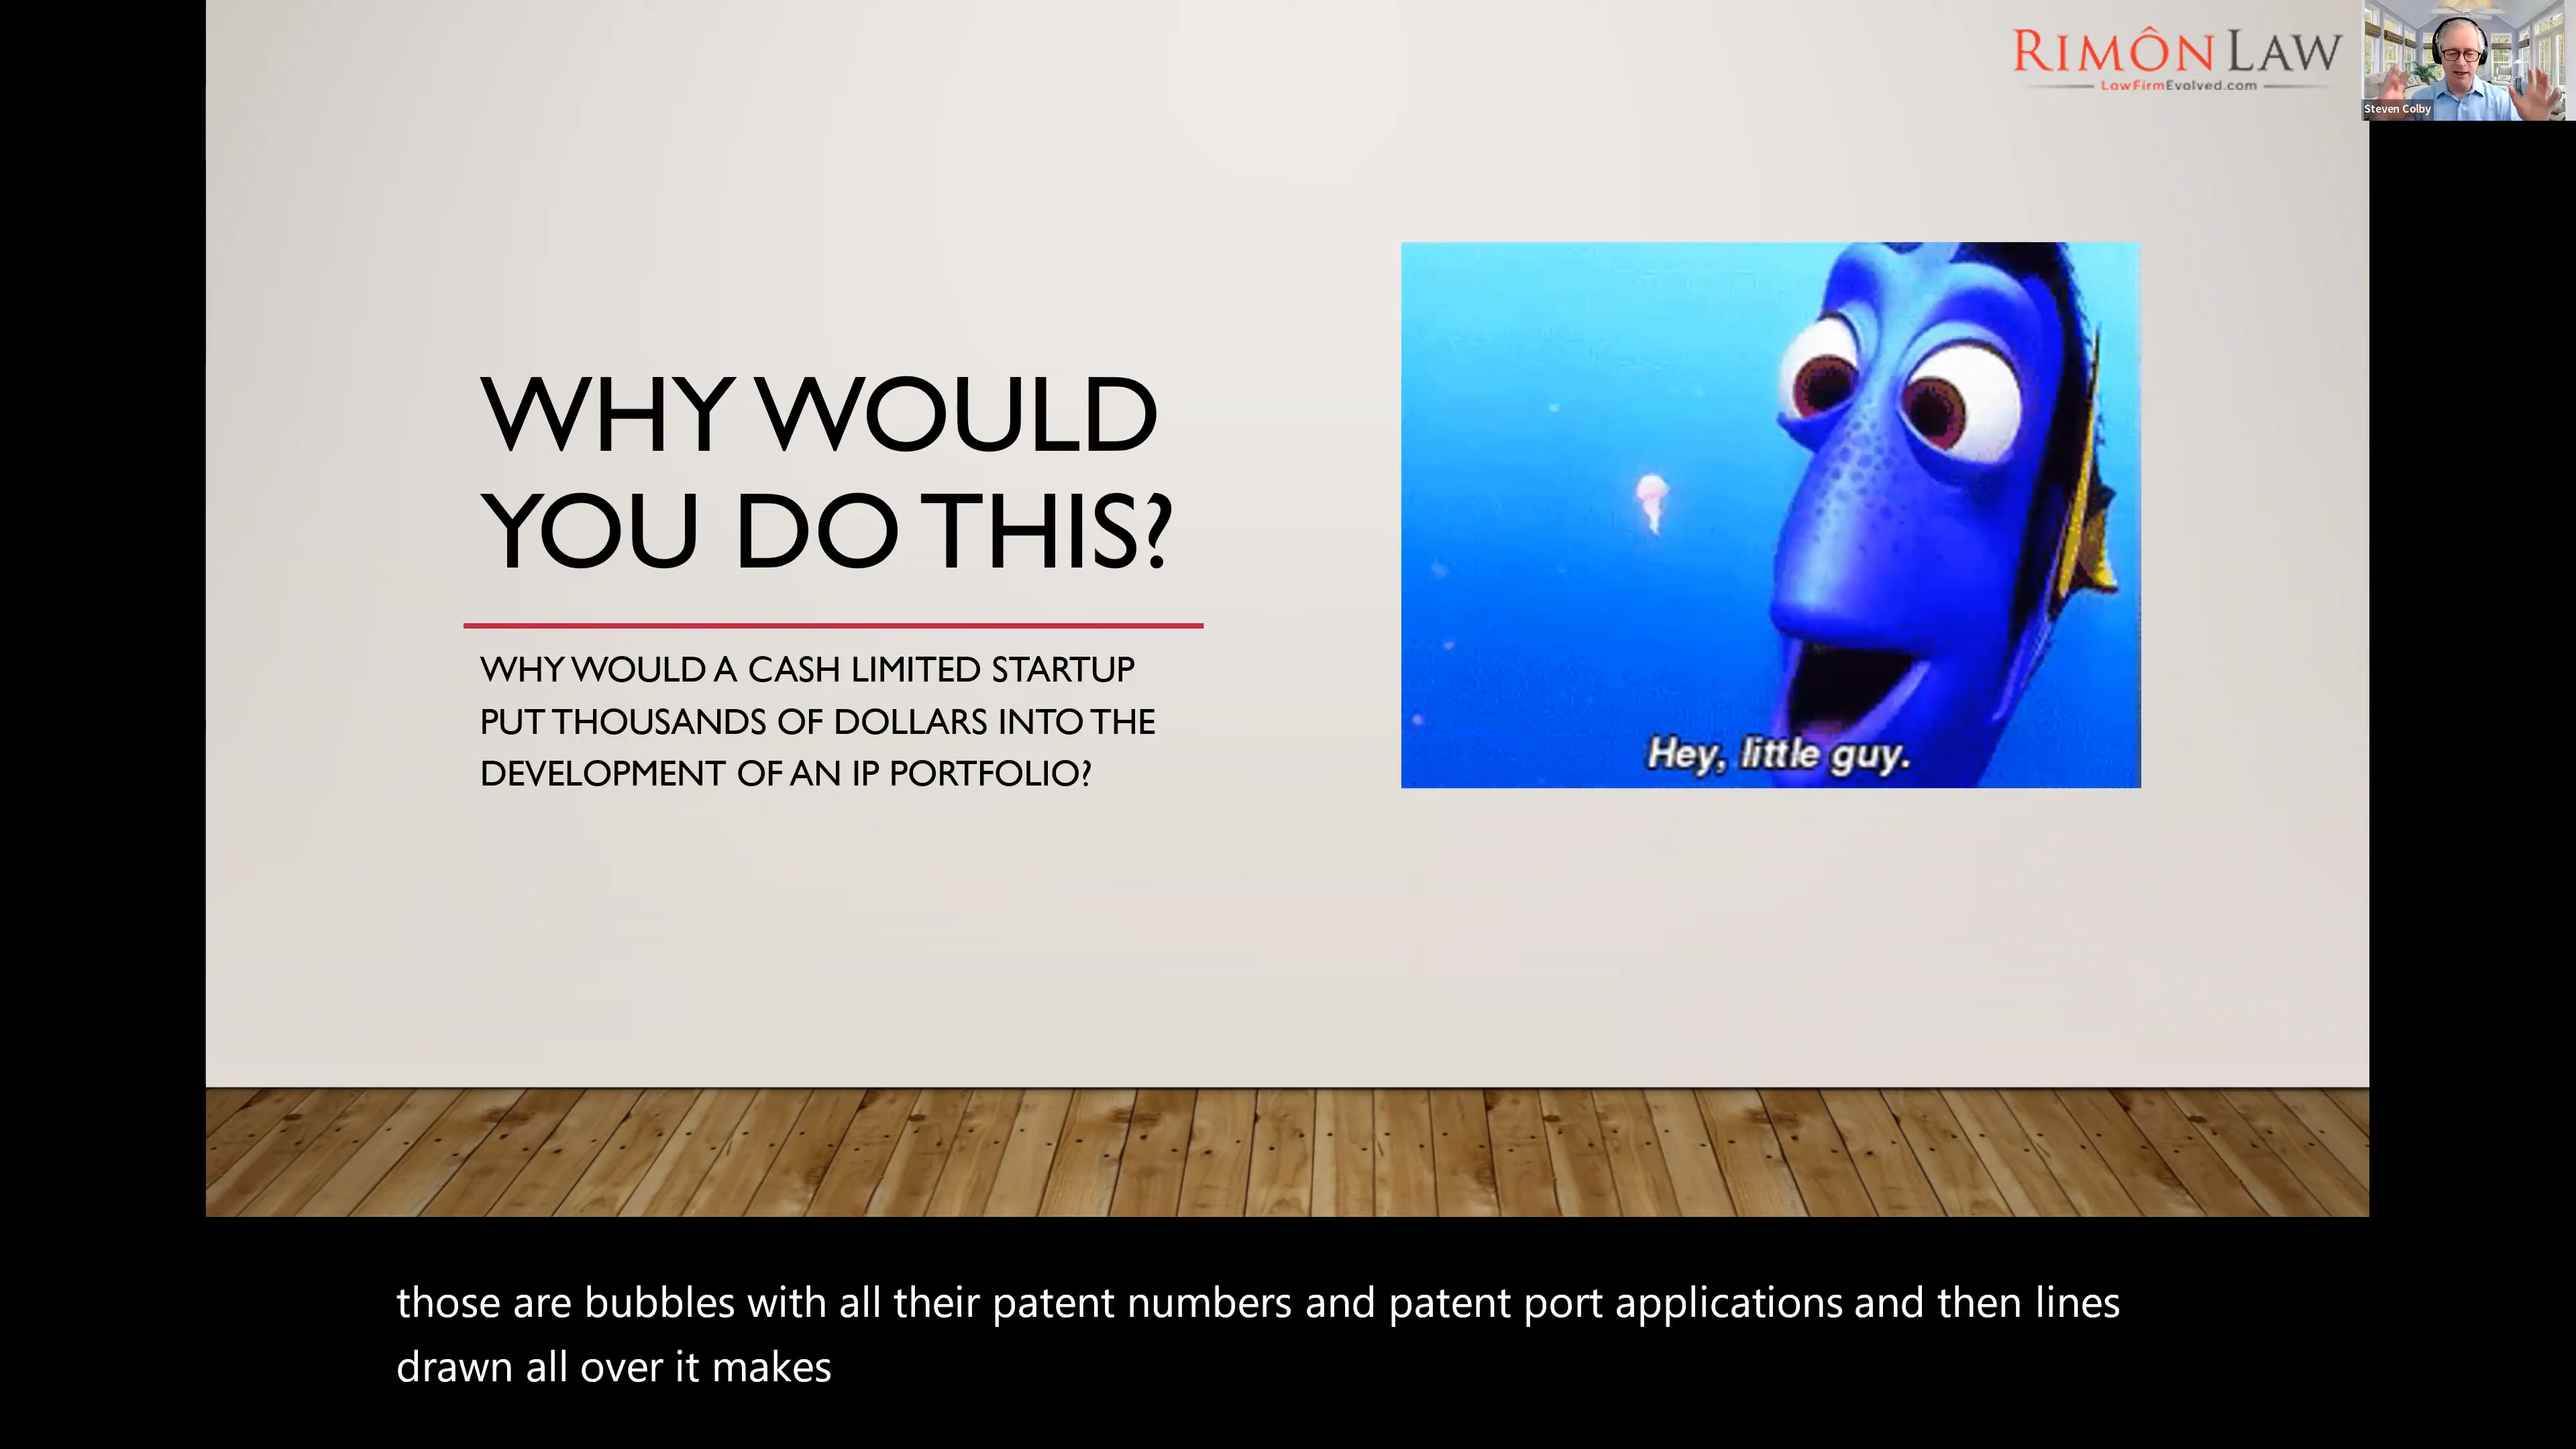 RIMÔN LAW
LawFirmEvolved.com
Steven Colby
WHY WOULD
YOU DO THIS?
WHY WOULD A CASH LIMITED STARTUP
PUT THOUSANDS OF DOLLARS INTO THE
DEVELOPMENT OF AN IP PORTFOLIO?
Hey, little guy.
those are bubbles with all their patent numbers and patent port applications and then lines
drawn all over it makes